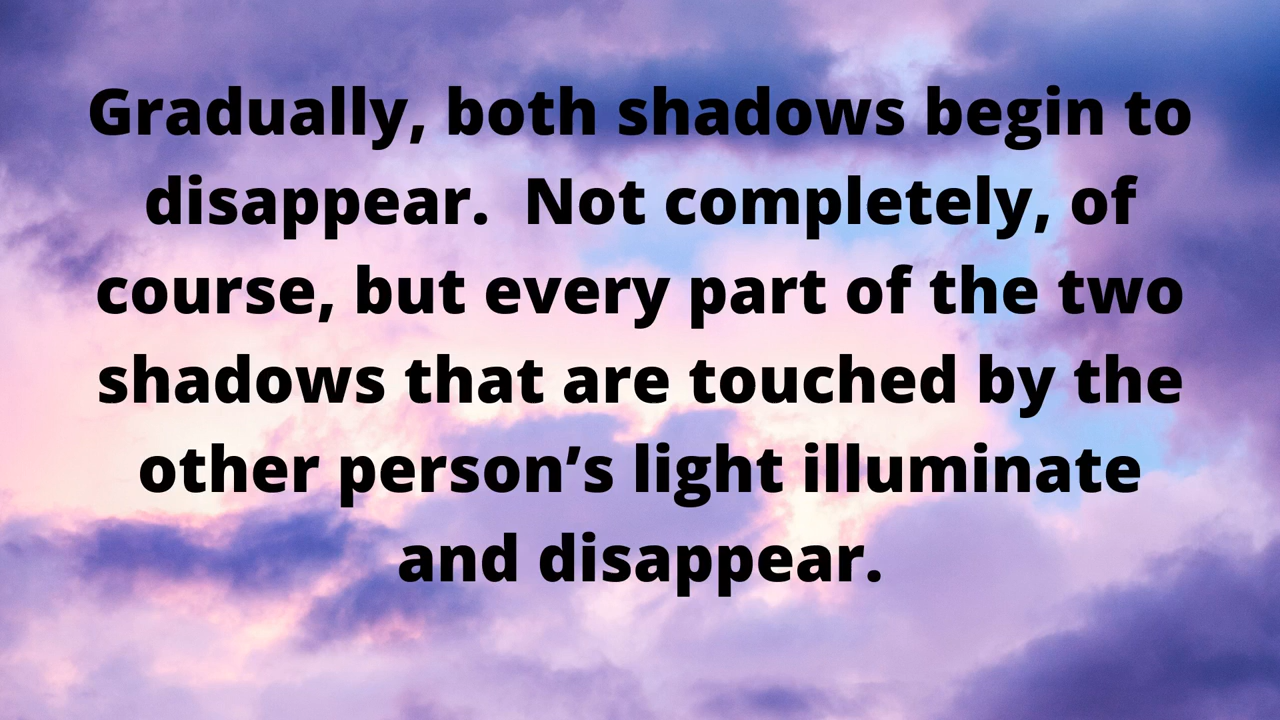 Gradually, both shadows begin to
disappear.  Not completely, of
course, but every part of the two
shadows that are touched by the
other person’s light illuminate
and disappear.